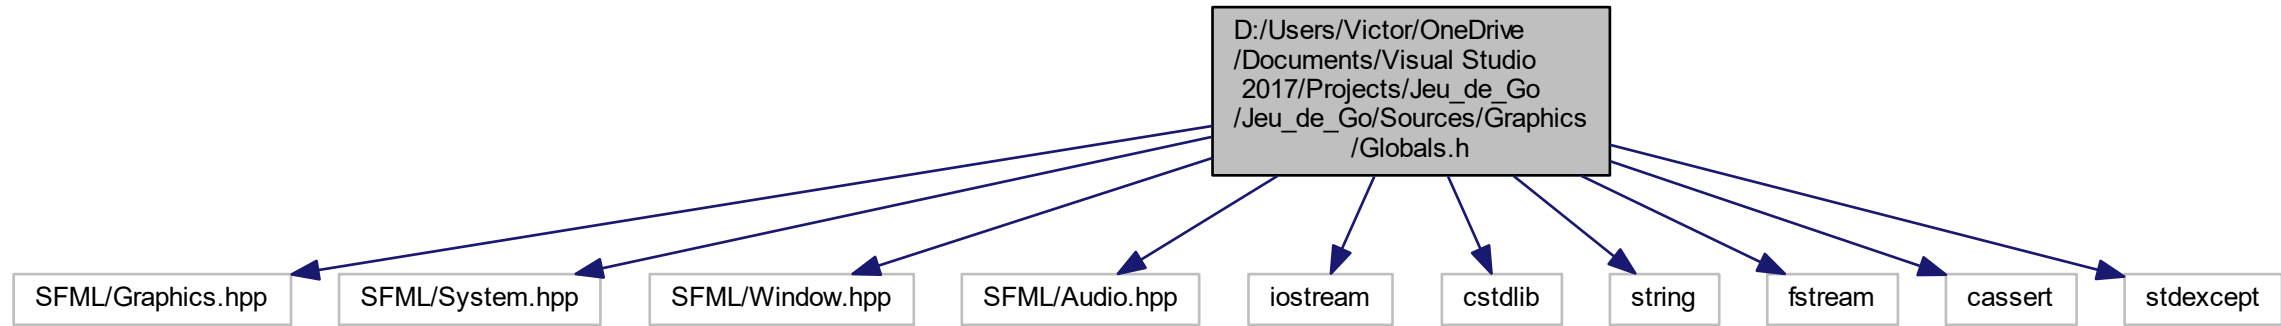 D:/Users/Victor/OneDrive
/Documents/Visual Studio
2017/Projects/Jeu_de_Go
/Jeu_de_Go/Sources/Graphics
/Globals.h
SFML/Graphics.hpp
SFML/System.hpp
SFML/Window.hpp
SFML/Audio.hpp
iostream
cstdlib
string
fstream
cassert
stdexcept